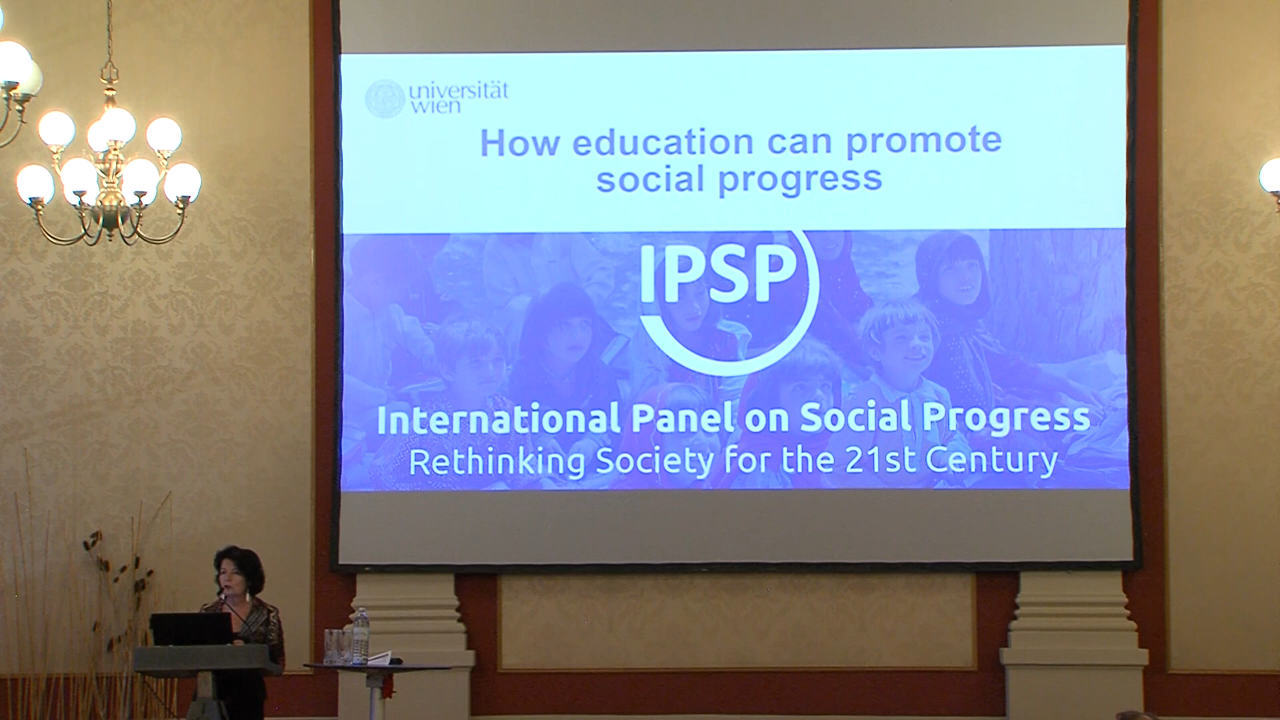 universität
wien
How education can promote
social progress
IPSP
International Panel on Social Progress
Rethinking Society for the 21st Century